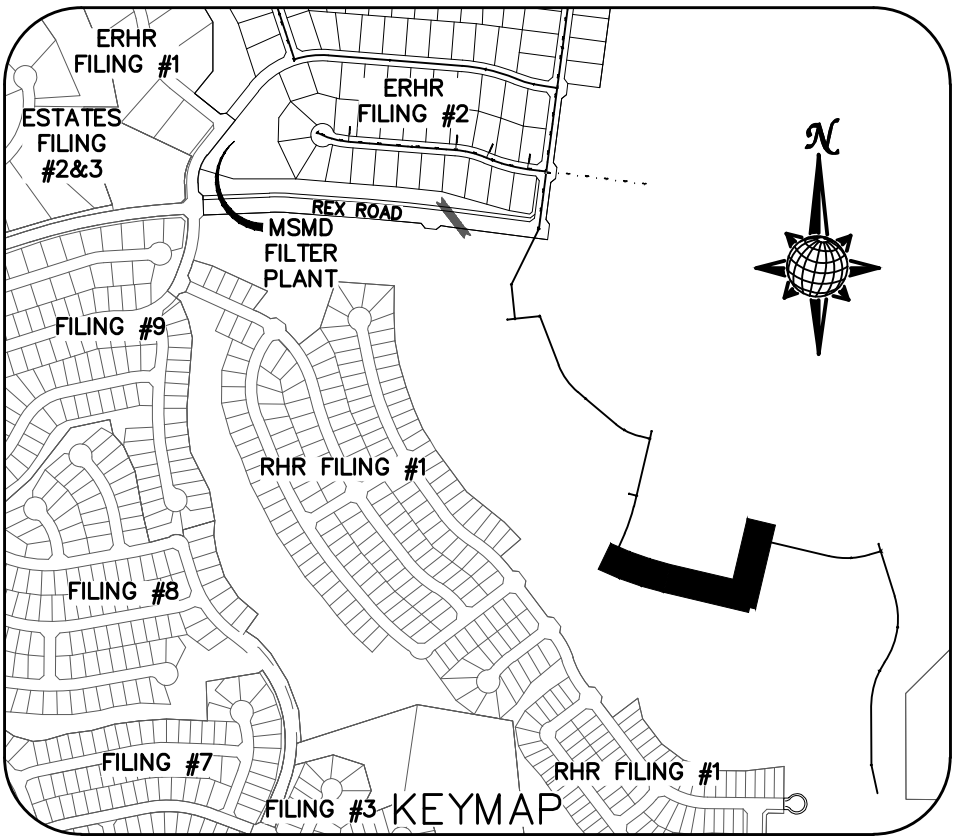 ERHR
FILING #1
ERHR
FILING #2
ESTATES
FILING
#2&3
N
REX ROAD
MSMD
FILTER
PLANT
FILING #9
RHR FILING #1
FILING #8
FILING #7
RHR FILING #1
FILING #3
KEYMAP